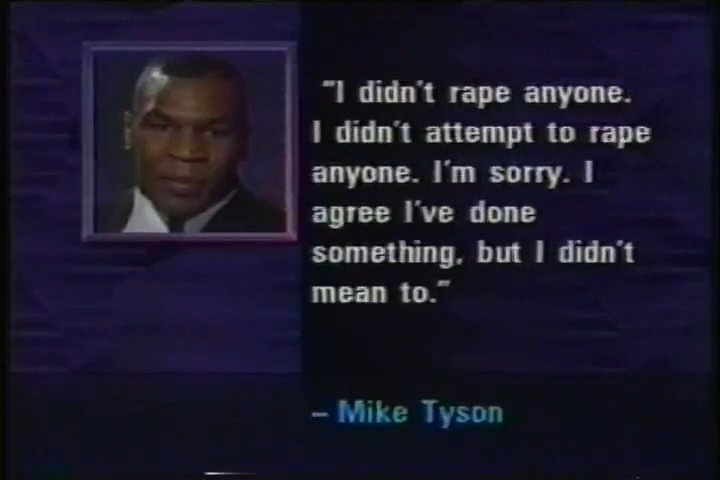 "I didn't rape anyone.
I didn't attempt to rape
anyone. I'm sorry. I
agree I've done
something, but I didn't
mean to."
– Mike Tyson